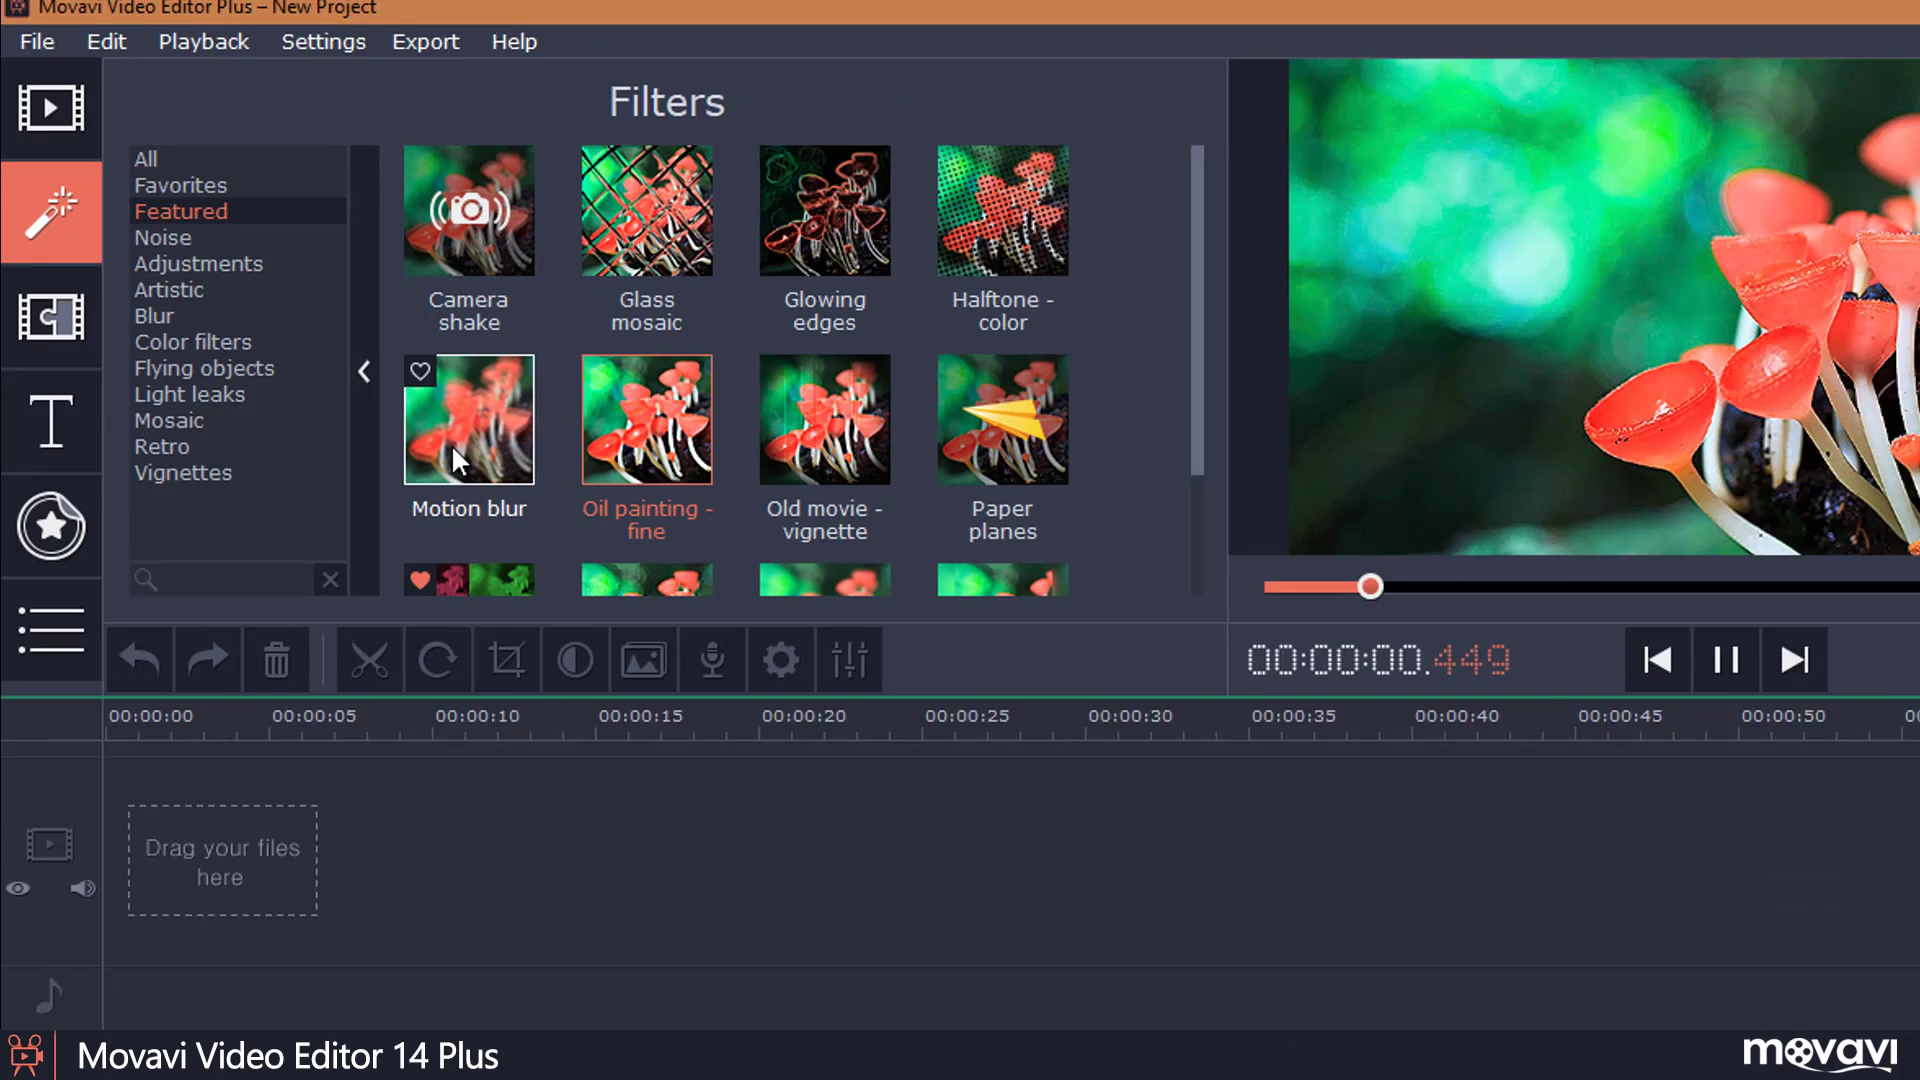 Movavi Video Editor Plus – New Project
File Edit Playback Settings Export Help
Filters
All
Favorites
Featured
Noise
Adjustments
Artistic
Blur
Color filters
Flying objects
Light leaks
Mosaic
Retro
Vignettes
Camera
shake
Glass
mosaic
Glowing
edges
Halftone -
color
Motion blur
Oil painting -
fine
Old movie -
vignette
Paper
planes
00:00:00.449
00:00:00 00:00:05 00:00:10 00:00:15 00:00:20 00:00:25 00:00:30 00:00:35 00:00:40 00:00:45 00:00:50
Drag your files
here
Movavi Video Editor 14 Plus
movavi